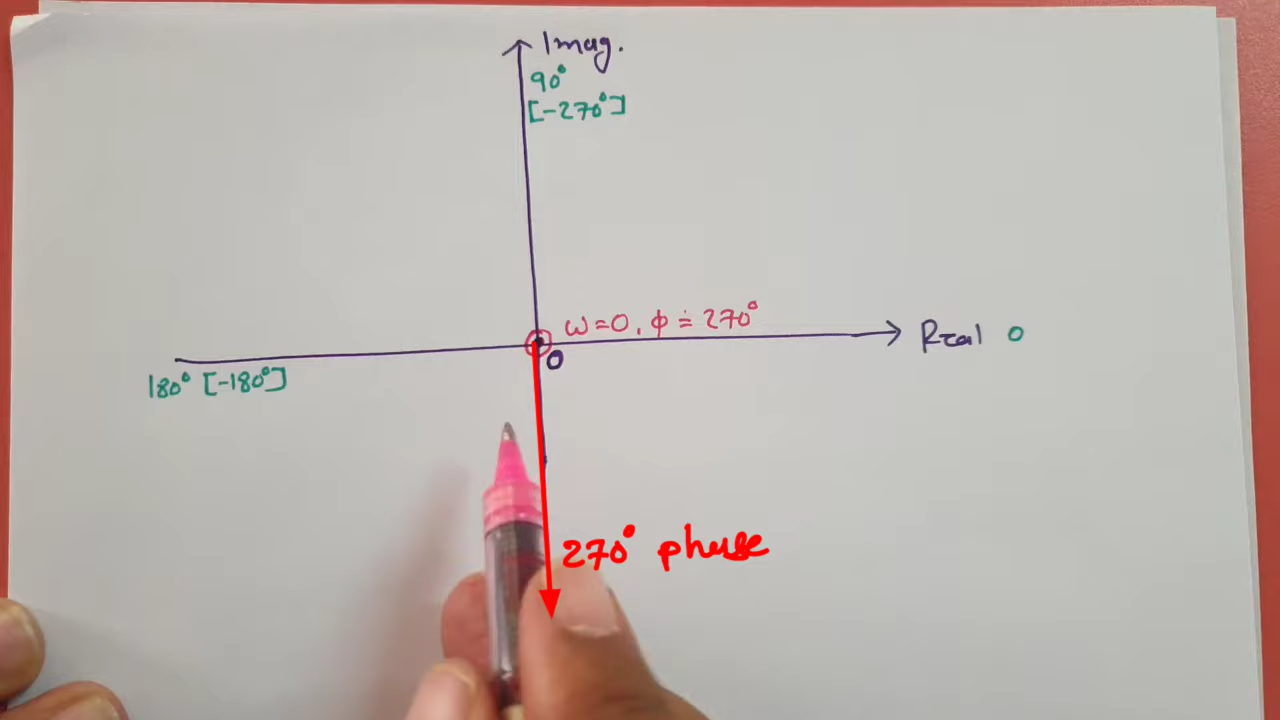 Imag.
90°
[-270°]
ω=0, φ ≐ 270°
Real 0
0
180° [-180°]
270° phase